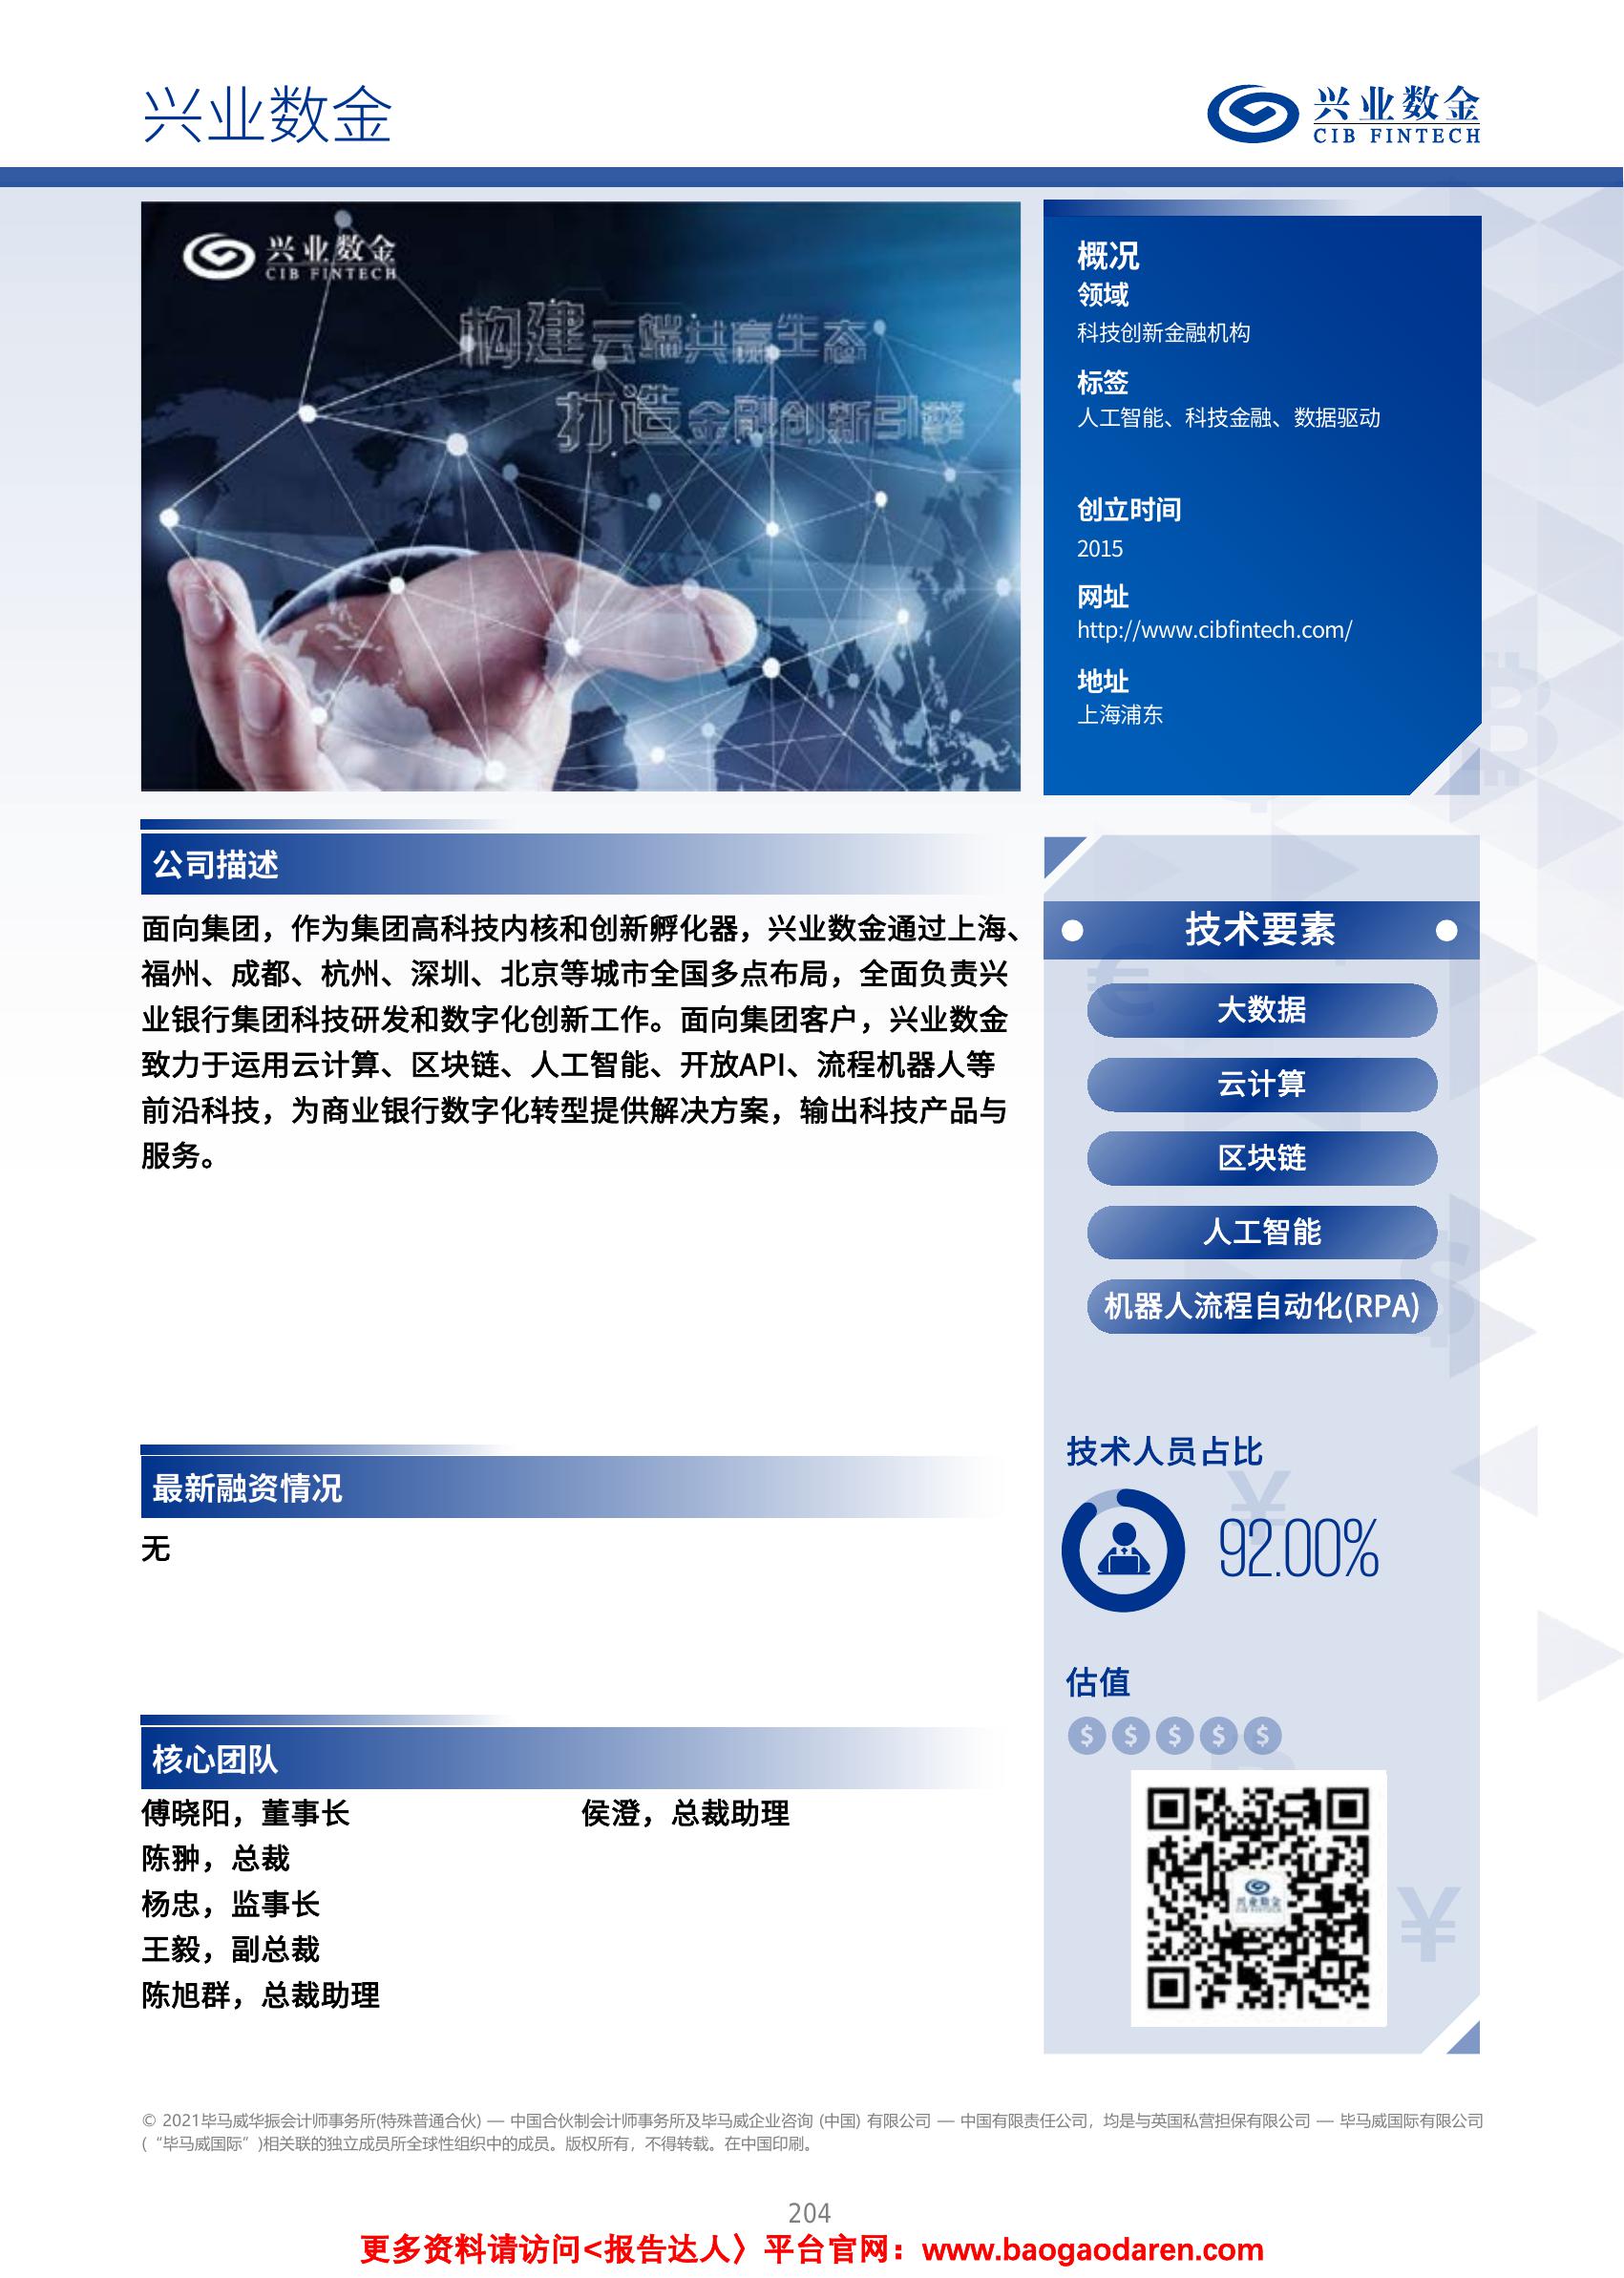 兴业数金
兴业数金
CIB FINTECH
兴业数金
CIB FINTECH
构建云端共赢生态
打造金融创新引擎
概况
领域
科技创新金融机构
标签
人工智能、科技金融、数据驱动
创立时间
2015
网址
http://www.cibfintech.com/
地址
上海浦东
公司描述
面向集团，作为集团高科技内核和创新孵化器，兴业数金通过上海、
福州、成都、杭州、深圳、北京等城市全国多点布局，全面负责兴
业银行集团科技研发和数字化创新工作。面向集团客户，兴业数金
致力于运用云计算、区块链、人工智能、开放API、流程机器人等
前沿科技，为商业银行数字化转型提供解决方案，输出科技产品与
服务。
最新融资情况
无
核心团队
傅晓阳，董事长
陈翀，总裁
杨忠，监事长
王毅，副总裁
陈旭群，总裁助理
侯澄，总裁助理
技术要素
大数据
云计算
区块链
人工智能
机器人流程自动化(RPA)
技术人员占比
92.00%
估值
兴业数金
CIB FINTECH
© 2021毕马威华振会计师事务所(特殊普通合伙) — 中国合伙制会计师事务所及毕马威企业咨询 (中国) 有限公司 — 中国有限责任公司，均是与英国私营担保有限公司 — 毕马威国际有限公司
(“毕马威国际”)相关联的独立成员所全球性组织中的成员。版权所有，不得转载。在中国印刷。
204
更多资料请访问<报告达人〉平台官网：www.baogaodaren.com